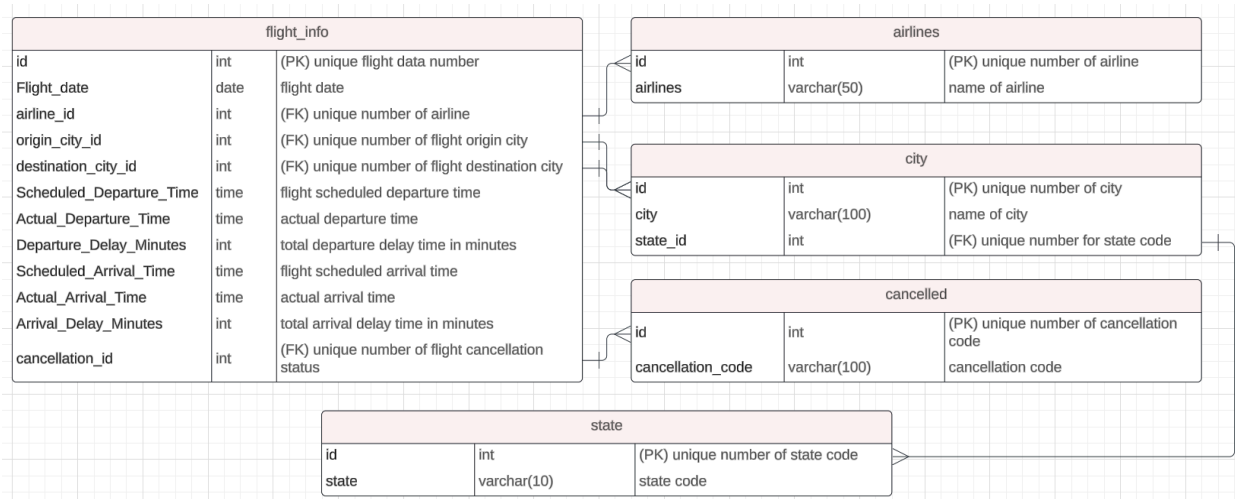 flight_info
id int (PK) unique flight data number
Flight_date date flight date
airline_id int (FK) unique number of airline
origin_city_id int (FK) unique number of flight origin city
destination_city_id int (FK) unique number of flight destination city
Scheduled_Departure_Time time flight scheduled departure time
Actual_Departure_Time time actual departure time
Departure_Delay_Minutes int total departure delay time in minutes
Scheduled_Arrival_Time time flight scheduled arrival time
Actual_Arrival_Time time actual arrival time
Arrival_Delay_Minutes int total arrival delay time in minutes
cancellation_id int (FK) unique number of flight cancellation
status
airlines
id int (PK) unique number of airline
airlines varchar(50) name of airline
city
id int (PK) unique number of city
city varchar(100) name of city
state_id int (FK) unique number for state code
cancelled
id int (PK) unique number of cancellation
code
cancellation_code varchar(100) cancellation code
state
id int (PK) unique number of state code
state varchar(10) state code